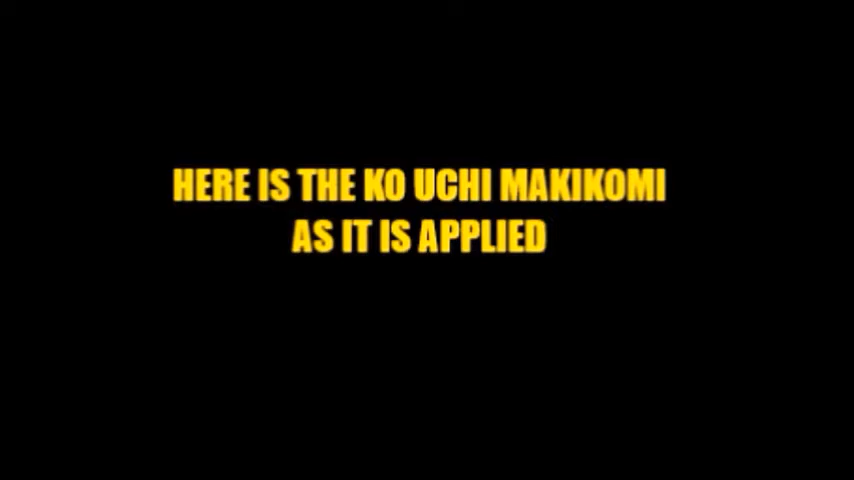 HERE IS THE KO UCHI MAKIKOMI
AS IT IS APPLIED